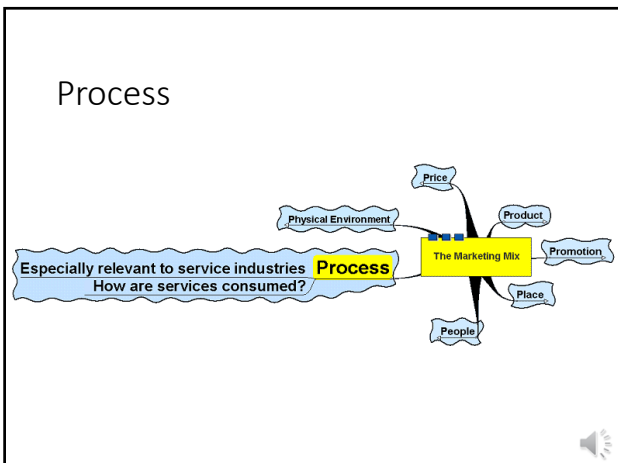 Process
Price
Physical Environment
Product
The Marketing Mix
Promotion
Especially relevant to service industries
Process
How are services consumed?
Place
People